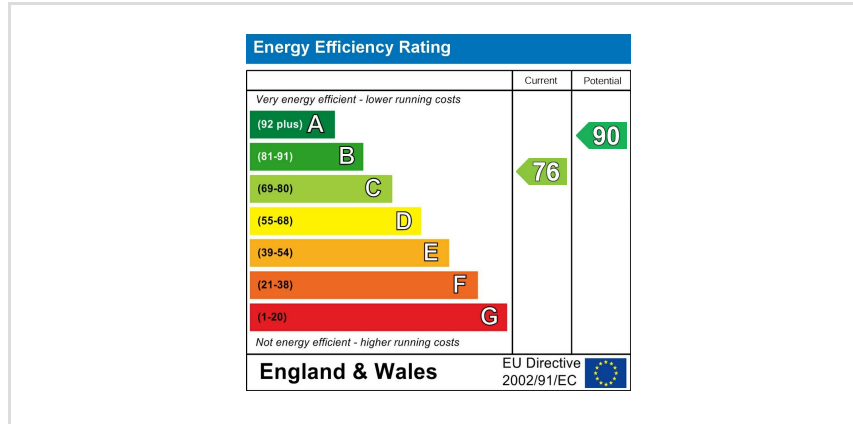 Energy Efficiency Rating
Current Potential
Very energy efficient - lower running costs
(92 plus) A
90
(81-91) B
76
(69-80) C
(55-68) D
(39-54) E
(21-38) F
(1-20) G
Not energy efficient - higher running costs
England & Wales
EU Directive
2002/91/EC